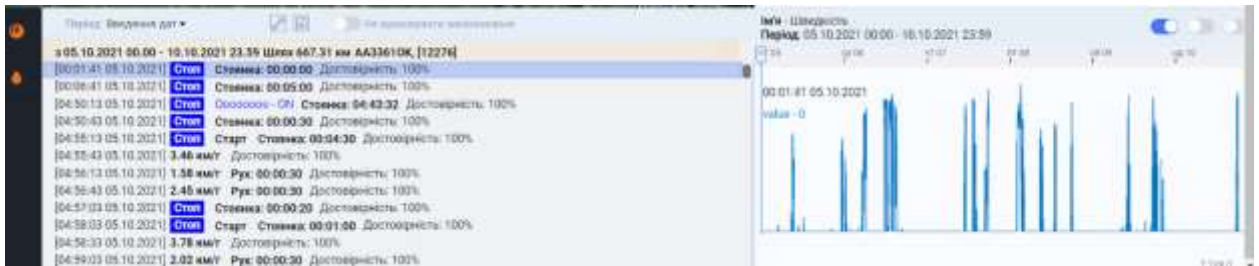 Період: Введення дат
з 05.10.2021 00.00 - 10.10.2021 23.59 Шлях 667.31 км АА3361ОК, [12276]
[00:01:41 05.10.2021] Стоп Стоянка: 00:00:00 Достовірність: 100%
[00:06:41 05.10.2021] Стоп Стоянка: 00:05:00 Достовірність: 100%
[04:50:13 05.10.2021] Стоп - ON Стоянка: 04:43:32 Достовірність: 100%
[04:50:43 05.10.2021] Стоп Стоянка: 00:00:30 Достовірність: 100%
[04:55:13 05.10.2021] Стоп Старт Стоянка: 00:04:30 Достовірність: 100%
[04:55:43 05.10.2021] 3.46 км/г Достовірність: 100%
[04:56:13 05.10.2021] 1.58 км/г Рух: 00:00:30 Достовірність: 100%
[04:56:43 05.10.2021] 2.45 км/г Рух: 00:00:30 Достовірність: 100%
[04:57:03 05.10.2021] Стоп Стоянка: 00:00:20 Достовірність: 100%
[04:58:03 05.10.2021] Стоп Старт Стоянка: 00:01:00 Достовірність: 100%
[04:58:33 05.10.2021] 3.78 км/г Достовірність: 100%
[04:59:03 05.10.2021] 2.02 км/г Рух: 00:00:30 Достовірність: 100%
Ім'я - Швидкість
Період: 05.10.2021 00:00 - 10.10.2021 23:59
00:01:41 05.10.2021
value - 0